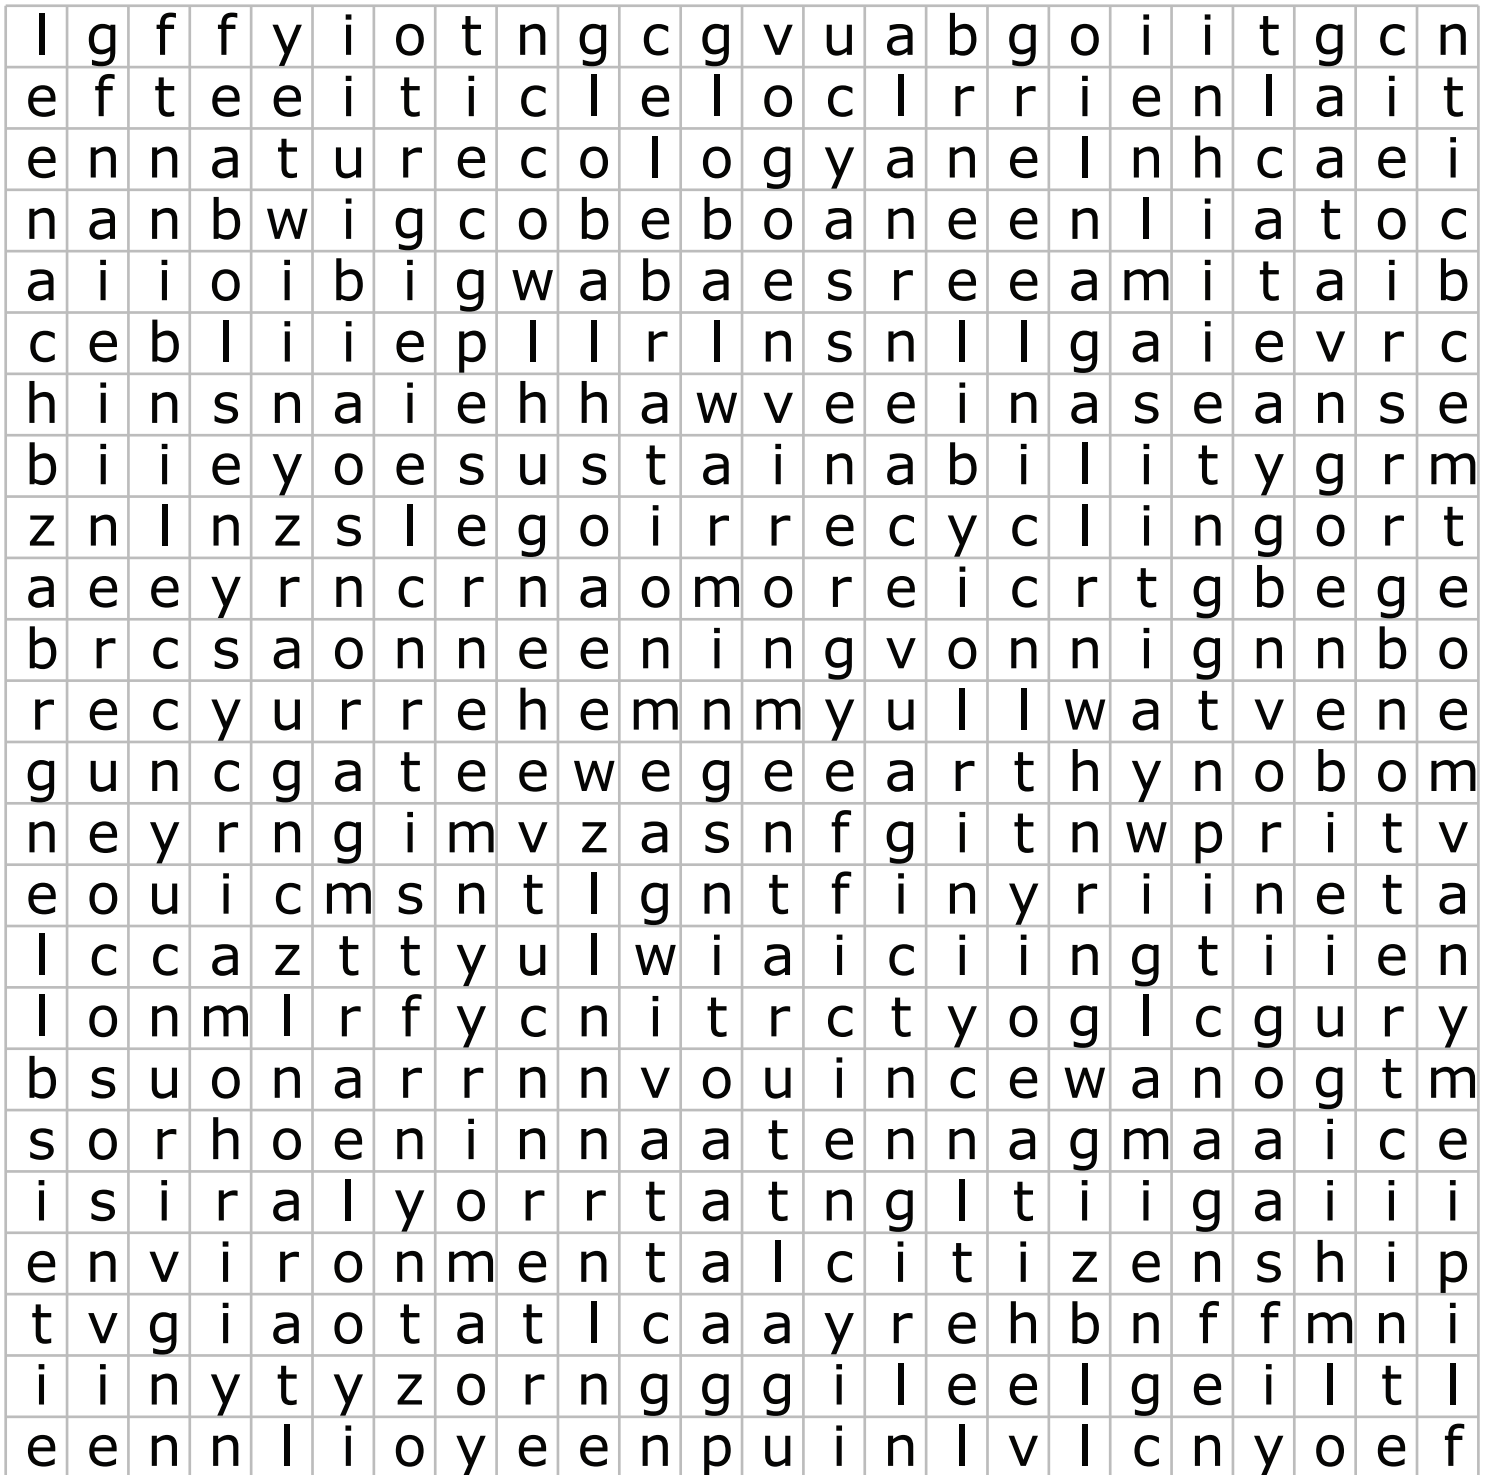 l g f f y i o t n g c g v u a b g o i i t g c n
e f t e e i t i c l e l o c l r r i e n l a i t
e n n a t u r e c o l o g y a n e l n h c a e i
n a n b w i g c o b e b o a n e e n l i a t o c
a i i o i b i g w a b a e s r e e a m i t a i b
c e b l i i e p l l r l n s n l l g a i e v r c
h i n s n a i e h h a w v e e i n a s e a n s e
b i i e y o e s u s t a i n a b i l i t y g r m
z n l n z s l e g o i r r e c y c l i n g o r t
a e e y r n c r n a o m o r e i c r t g b e g e
b r c s a o n n e e n i n g v o n n i g n n b o
r e c y u r r e h e m n m y u l l w a t v e n e
g u n c g a t e e w e g e e a r t h y n o b o m
n e y r n g i m v z a s n f g i t n w p r i t v
e o u i c m s n t l g n t f i n y r i i n e t a
l c c a z t t y u l w i a i c i i n g t i i e n
l o n m l r f y c n i t r c t y o g l c g u r y
b s u o n a r r n n v o u i n c e w a n o g t m
s o r h o e n i n n a a t e n n a g m a a i c e
i s i r a l y o r r t a t n g l t i i g a i i i
e n v i r o n m e n t a l c i t i z e n s h i p
t v g i a o t a t l c a a y r e h b n f f m n i
i i n y t y z o r n g g g i l e e l g e i l t l
e e n n l i o y e e n p u i n l v l c n y o e f